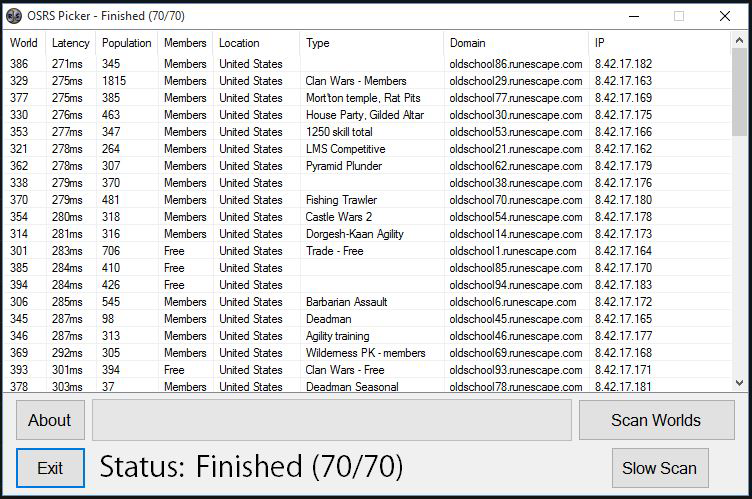 OSRS Picker - Finished (70/70)
World Latency Population Members Location Type Domain IP
386 271ms 345 Members United States oldschool86.runescape.com 8.42.17.182
329 275ms 1815 Members United States Clan Wars - Members oldschool29.runescape.com 8.42.17.163
377 275ms 385 Members United States Mort'ton temple, Rat Pits oldschool77.runescape.com 8.42.17.169
330 276ms 463 Members United States House Party, Gilded Altar oldschool30.runescape.com 8.42.17.175
353 277ms 347 Members United States 1250 skill total oldschool53.runescape.com 8.42.17.166
321 278ms 264 Members United States LMS Competitive oldschool21.runescape.com 8.42.17.162
362 278ms 307 Members United States Pyramid Plunder oldschool62.runescape.com 8.42.17.179
338 279ms 370 Members United States oldschool38.runescape.com 8.42.17.176
370 279ms 481 Members United States Fishing Trawler oldschool70.runescape.com 8.42.17.180
354 280ms 318 Members United States Castle Wars 2 oldschool54.runescape.com 8.42.17.178
314 281ms 316 Members United States Dorgesh-Kaan Agility oldschool14.runescape.com 8.42.17.173
301 283ms 706 Free United States Trade - Free oldschool1.runescape.com 8.42.17.164
385 284ms 410 Free United States oldschool85.runescape.com 8.42.17.170
394 284ms 426 Free United States oldschool94.runescape.com 8.42.17.183
306 285ms 545 Members United States Barbarian Assault oldschool6.runescape.com 8.42.17.172
345 287ms 98 Members United States Deadman oldschool45.runescape.com 8.42.17.165
346 287ms 313 Members United States Agility training oldschool46.runescape.com 8.42.17.177
369 292ms 305 Members United States Wilderness PK - members oldschool69.runescape.com 8.42.17.168
393 301ms 394 Free United States Clan Wars - Free oldschool93.runescape.com 8.42.17.171
378 303ms 37 Members United States Deadman Seasonal oldschool78.runescape.com 8.42.17.181
About Scan Worlds
Exit Status: Finished (70/70) Slow Scan